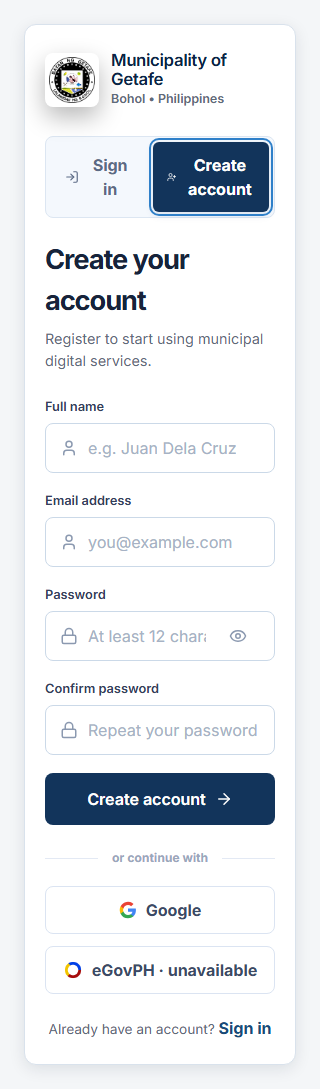 Municipality of
Getafe
Bohol • Philippines
Sign
in
Create
account
Create your
account
Register to start using municipal
digital services.
Full name
e.g. Juan Dela Cruz
Email address
you@example.com
Password
At least 12 chara
Confirm password
Repeat your password
Create account
or continue with
Google
eGovPH · unavailable
Already have an account? Sign in